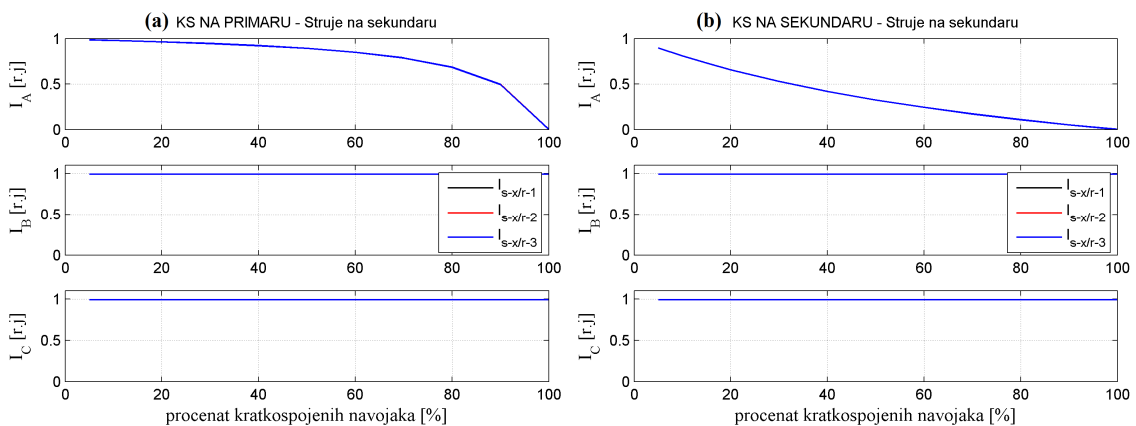 (a) KS NA PRIMARU - Struje na sekundaru
I_A [r.j]
1
0.5
0
0 20 40 60 80 100
I_B [r.j]
1
0.5
0
I_s-x/r-1
I_s-x/r-2
I_s-x/r-3
0 20 40 60 80 100
I_C [r.j]
1
0.5
0
0 20 40 60 80 100
procenat kratkospojenih navojaka [%]
(b) KS NA SEKUNDARU - Struje na sekundaru
I_A [r.j]
1
0.5
0
0 20 40 60 80 100
I_B [r.j]
1
0.5
0
I_s-x/r-1
I_s-x/r-2
I_s-x/r-3
0 20 40 60 80 100
I_C [r.j]
1
0.5
0
0 20 40 60 80 100
procenat kratkospojenih navojaka [%]